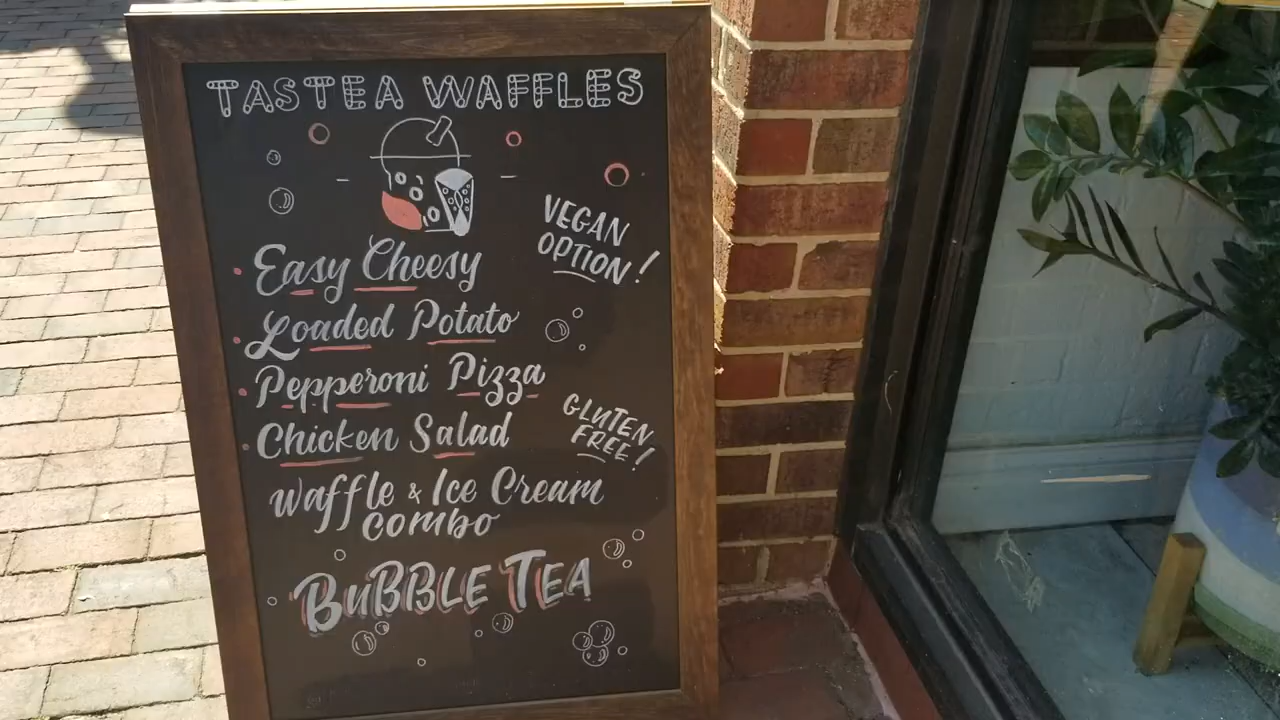 TASTEA WAFFLES
VEGAN
OPTION!
Easy Cheesy
Loaded Potato
Pepperoni Pizza
Chicken Salad
GLUTEN
FREE!
Waffle & Ice Cream
Combo
BUBBLE TEA